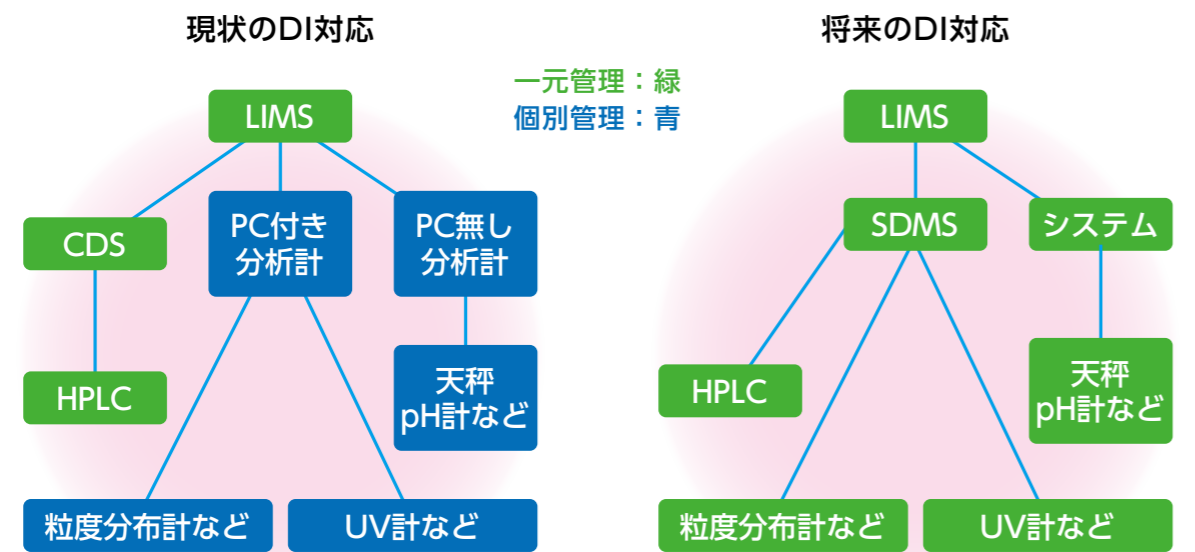 現状のDI対応
一元管理：緑
個別管理：青
LIMS
CDS
PC付き
分析計
PC無し
分析計
HPLC
天秤
pH計など
粒度分布計など
UV計など
将来のDI対応
LIMS
SDMS
システム
HPLC
天秤
pH計など
粒度分布計など
UV計など